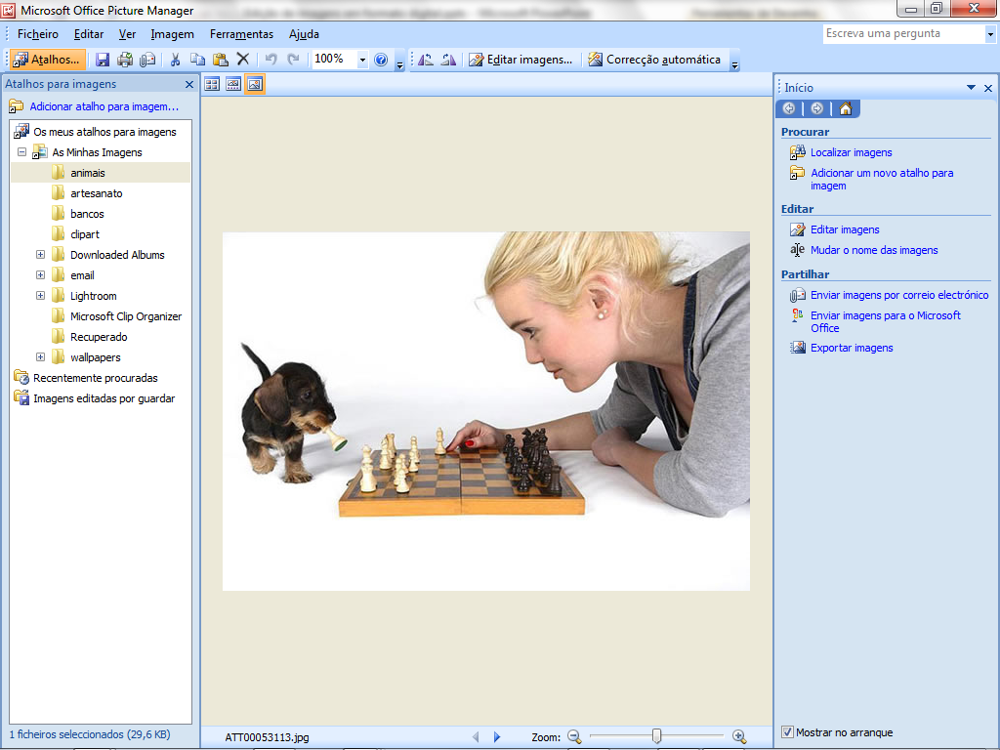 Microsoft Office Picture Manager
Ficheiro Editar Ver Imagem Ferramentas Ajuda
Escreva uma pergunta
Atalhos... 100% Editar imagens... Correcção automática
Atalhos para imagens
Adicionar atalho para imagem...
Os meus atalhos para imagens
As Minhas Imagens
animais
artesanato
bancos
clipart
Downloaded Albums
email
Lightroom
Microsoft Clip Organizer
Recuperado
wallpapers
Recentemente procuradas
Imagens editadas por guardar
1 ficheiros seleccionados (29,6 KB)
ATT00053113.jpg
Zoom:
Início
Procurar
Localizar imagens
Adicionar um novo atalho para
imagem
Editar
Editar imagens
Mudar o nome das imagens
Partilhar
Enviar imagens por correio electrónico
Enviar imagens para o Microsoft
Office
Exportar imagens
Mostrar no arranque